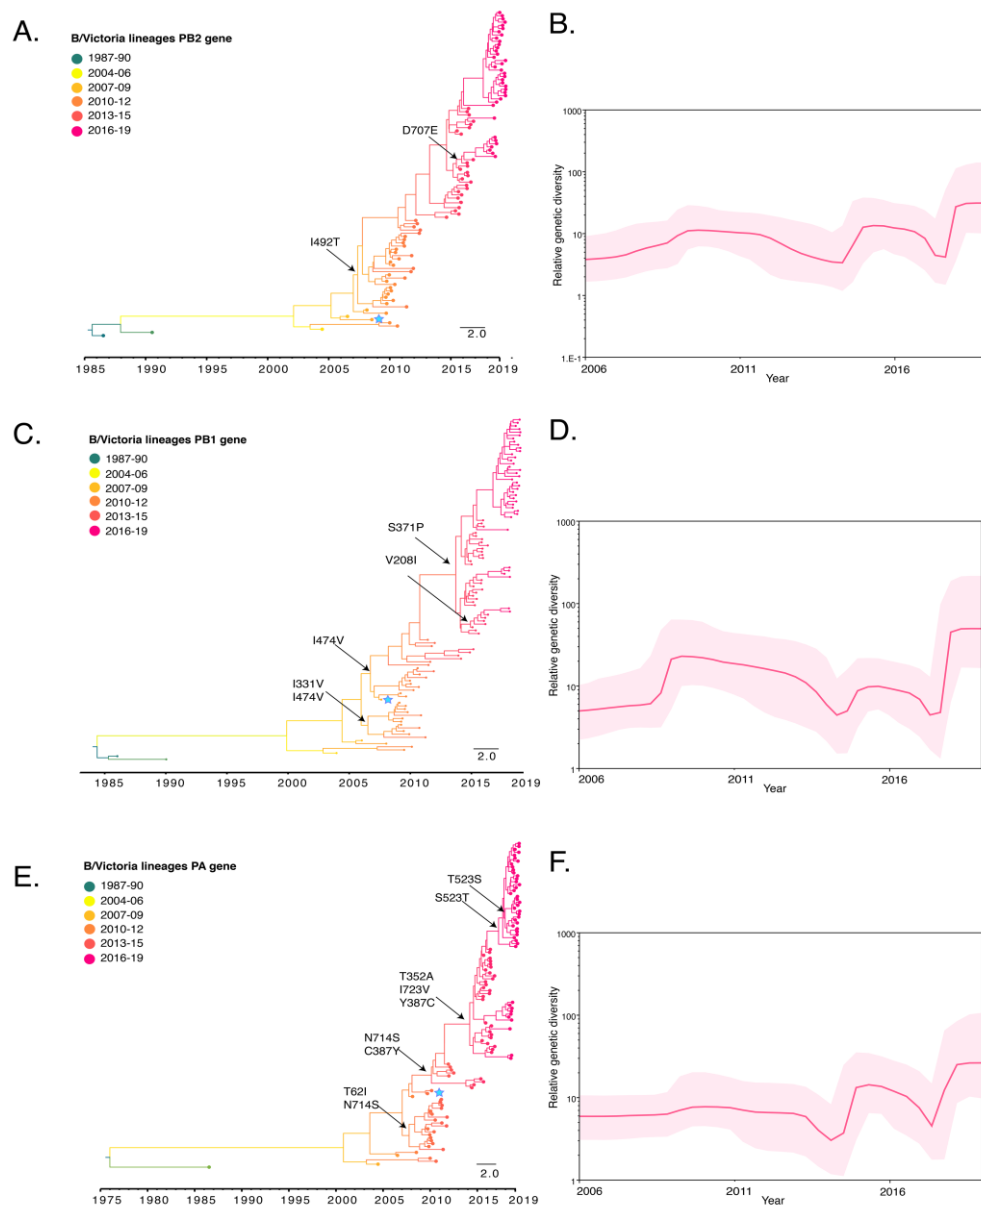 A.
B/Victoria lineages PB2 gene
1987-90
2004-06
2007-09
2010-12
2013-15
2016-19
D707E
I492T
2.0
1985 1990 1995 2000 2005 2010 2015 2019
B.
Relative genetic diversity
1000
100
10
1
1.E-1
2006 2011 2016
Year
C.
B/Victoria lineages PB1 gene
1987-90
2004-06
2007-09
2010-12
2013-15
2016-19
S371P
V208I
I474V
I331V
I474V
2.0
1985 1990 1995 2000 2005 2010 2015 2019
D.
Relative genetic diversity
1000
100
10
1
2006 2011 2016
Year
E.
B/Victoria lineages PA gene
1987-90
2004-06
2007-09
2010-12
2013-15
2016-19
T523S
S523T
T352A
I723V
Y387C
N714S
C387Y
T62I
N714S
2.0
1975 1980 1985 1990 1995 2000 2005 2010 2015 2019
F.
Relative genetic diversity
1000
100
10
1
2006 2011 2016
Year